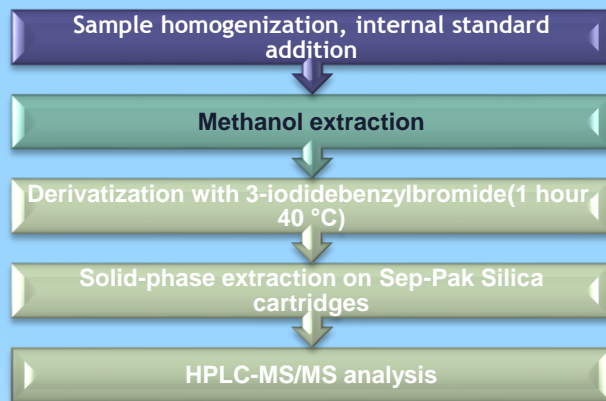 Sample homogenization, internal standard
addition
Methanol extraction
Derivatization with 3-iodidebenzylbromide(1 hour,
40 °C)
Solid-phase extraction on Sep-Pak Silica
cartridges
HPLC-MS/MS analysis